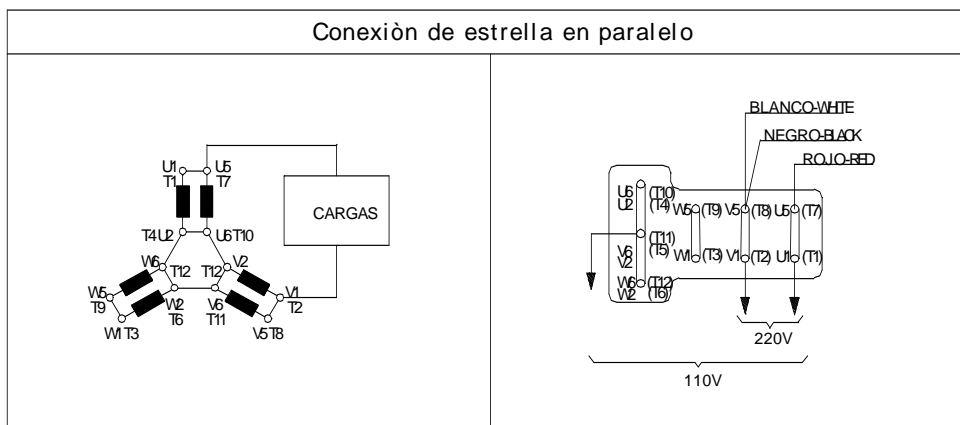 Conexiòn de estrella en paralelo
U1 U5
T1 T7
CARGAS
T4 U2 U6 T10
W6 T12 T12 V2
W5 T9
W2 T6
V6 T11
V1 T2
W1 T3
V5 T8
BLANCO-WHITE
NEGRO-BLACK
ROJO-RED
U6 (T10)
U2 (T4)
W5 (T9) V5 (T8) U5 (T7)
V6 (T11)
V2 (T5)
W1 (T3) V1 (T2) U1 (T1)
W6 (T12)
W2 (T6)
220V
110V